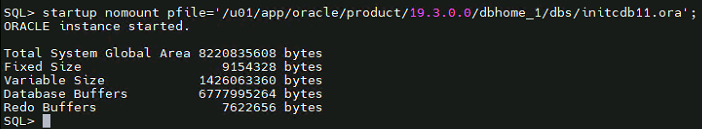 SQL> startup nomount pfile='/u01/app/oracle/product/19.3.0.0/dbhome_1/dbs/initcdb11.ora';
ORACLE instance started.
Total System Global Area 8220835608 bytes
Fixed Size                  9154328 bytes
Variable Size            1426063360 bytes
Database Buffers         6777995264 bytes
Redo Buffers                7622656 bytes
SQL>